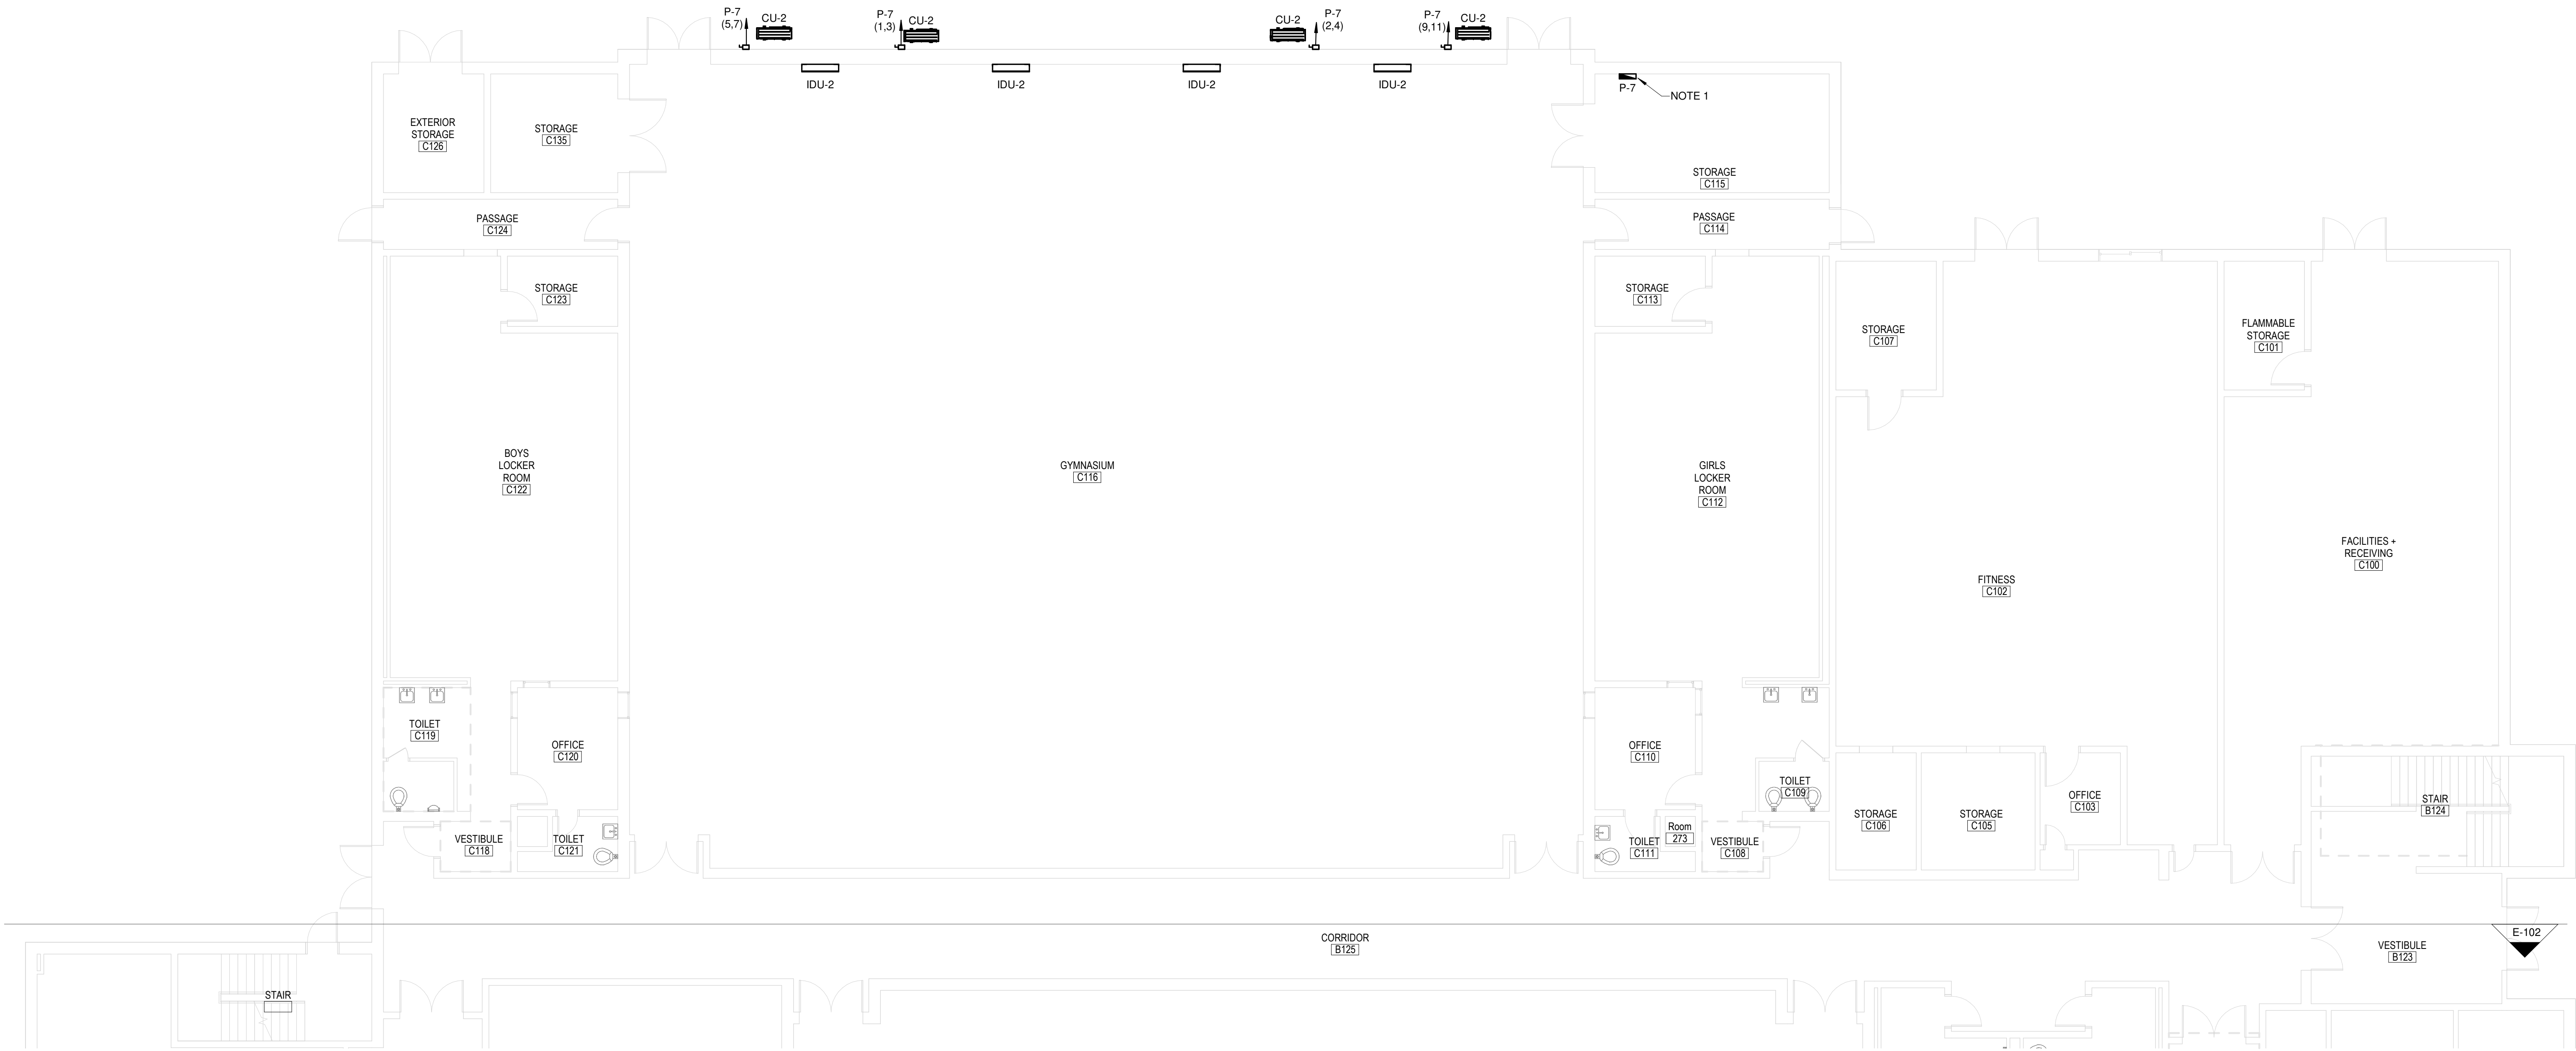 P-7
(5,7)
CU-2
P-7
(1,3)
CU-2
CU-2
P-7
(2,4)
P-7
(9,11)
CU-2
IDU-2
IDU-2
IDU-2
IDU-2
P-7
NOTE 1
EXTERIOR
STORAGE
C126
STORAGE
C135
STORAGE
C115
PASSAGE
C124
PASSAGE
C114
STORAGE
C123
STORAGE
C113
STORAGE
C107
FLAMMABLE
STORAGE
C101
BOYS
LOCKER
ROOM
C122
GYMNASIUM
C116
GIRLS
LOCKER
ROOM
C112
FITNESS
C102
FACILITIES +
RECEIVING
C100
TOILET
C119
OFFICE
C120
OFFICE
C110
TOILET
C109
STORAGE
C106
STORAGE
C105
OFFICE
C103
STAIR
B124
VESTIBULE
C118
TOILET
C121
TOILET
C111
Room
273
VESTIBULE
C108
CORRIDOR
B125
VESTIBULE
B123
E-102
STAIR